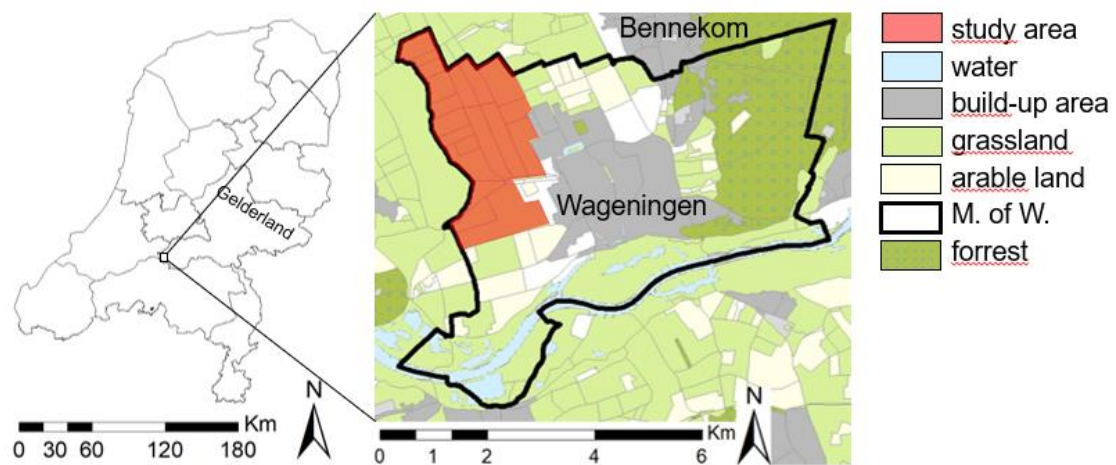 Gelderland
N
Km
0 30 60 120 180
Bennekom
Wageningen
N
Km
0 1 2 4 6
study area
water
build-up area
grassland
arable land
M. of W.
forrest